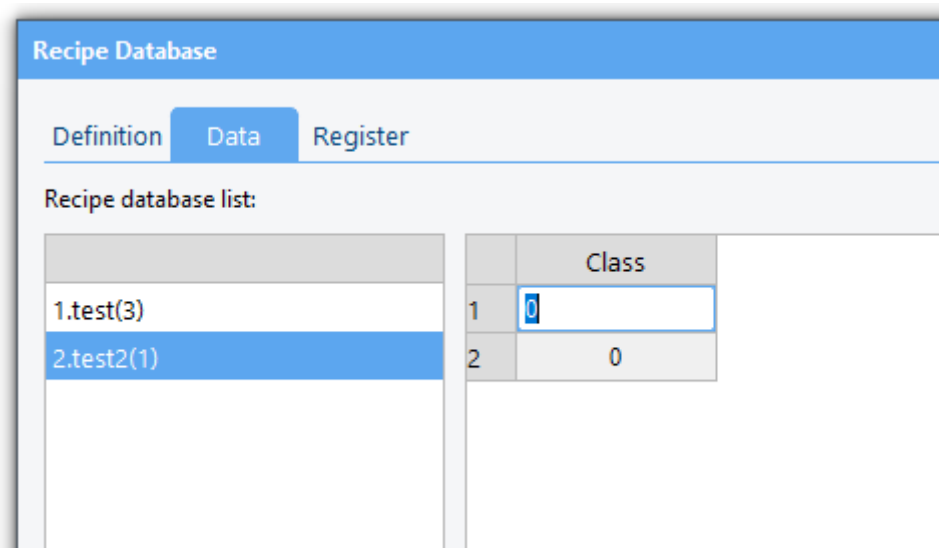 Recipe Database
Definition Data Register
Recipe database list:
Class
1.test(3) 1 0
2.test2(1) 2 0